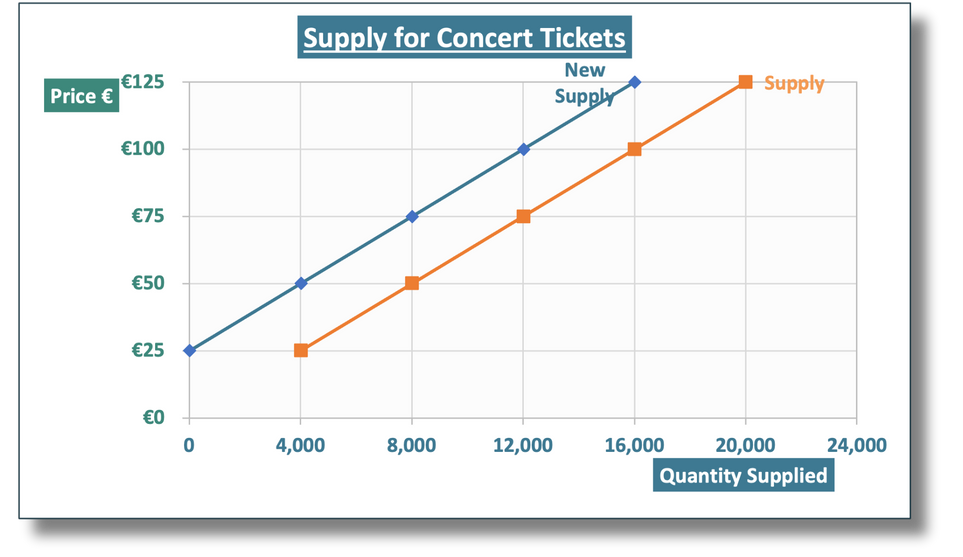 Supply for Concert Tickets
New
Supply
Supply
Price €
€125
€100
€75
€50
€25
€0
0 4,000 8,000 12,000 16,000 20,000 24,000
Quantity Supplied